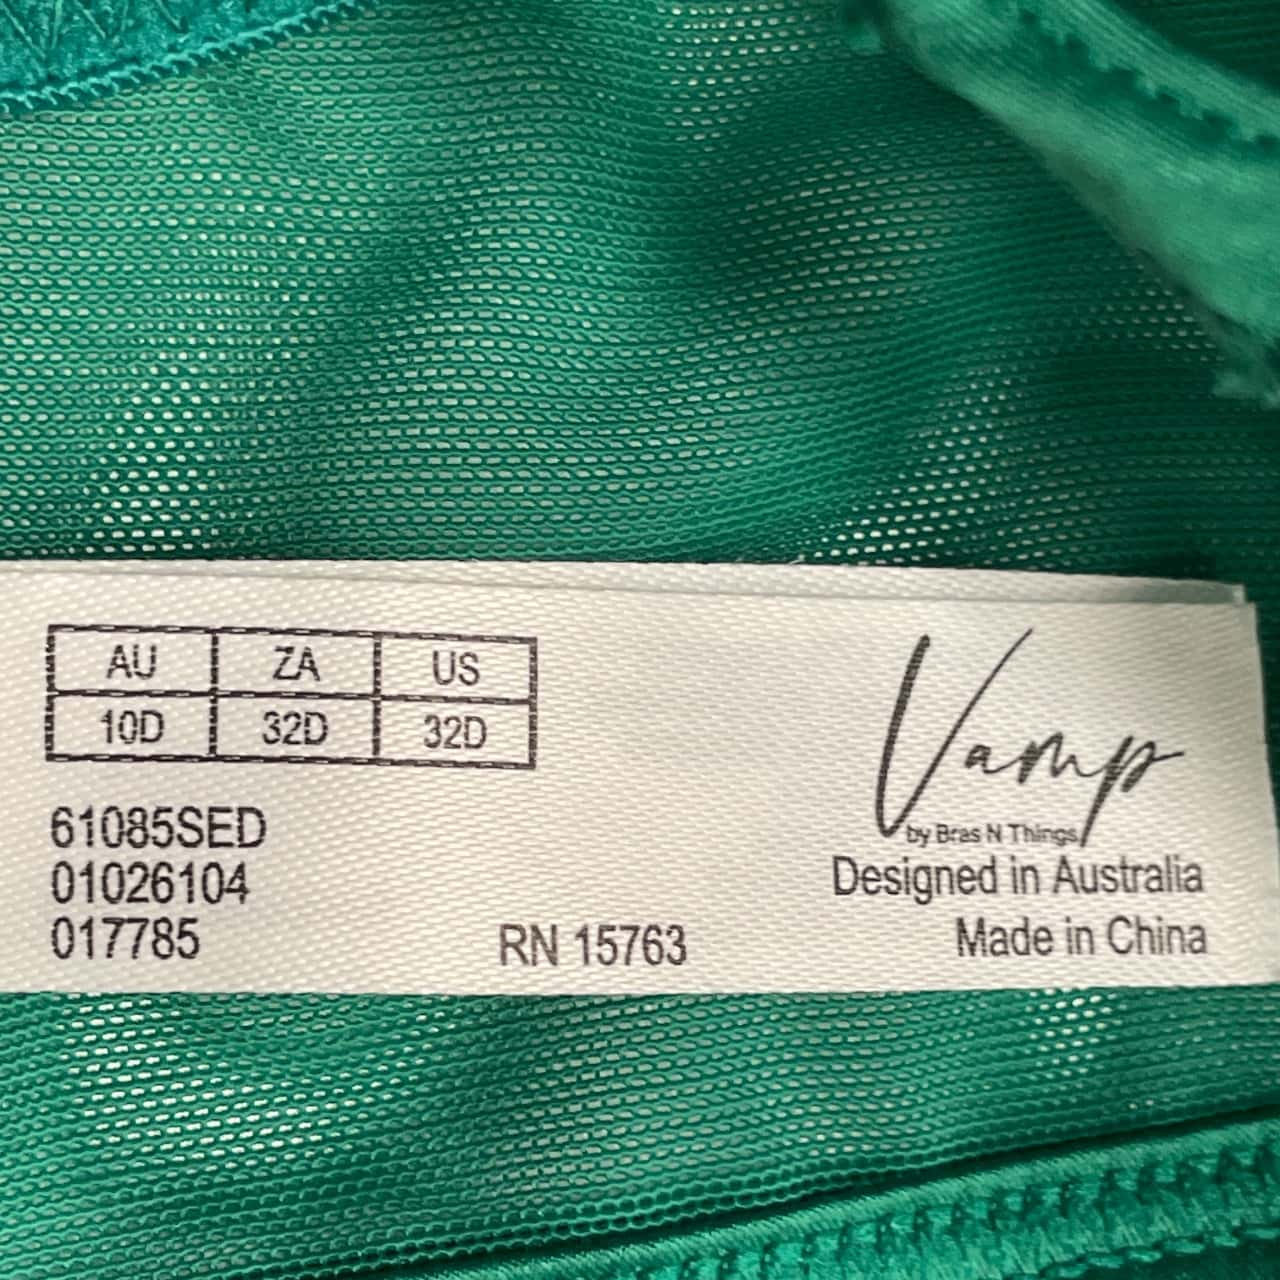 AU ZA US
10D 32D 32D
61085SED
01026104
017785
RN 15763
Vamp
by Bras N Things
Designed in Australia
Made in China